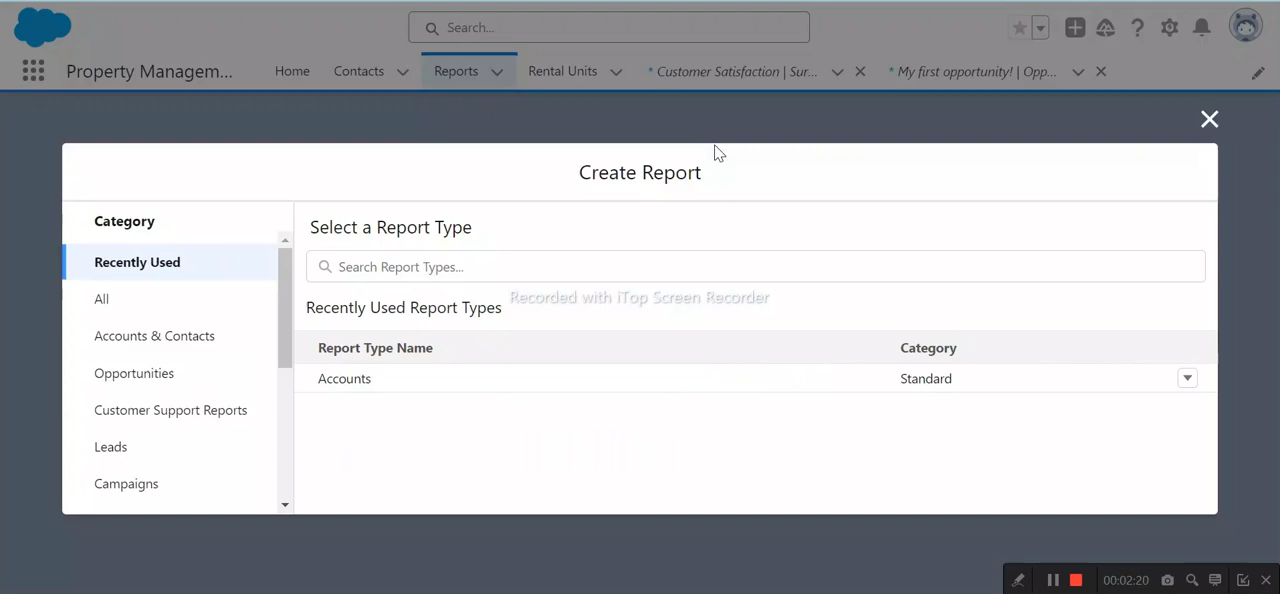 Search...
Property Managem...
Home
Contacts
Reports
Rental Units
* Customer Satisfaction | Sur...
* My first opportunity! | Opp...
Create Report
Category
Recently Used
All
Accounts & Contacts
Opportunities
Customer Support Reports
Leads
Campaigns
Select a Report Type
Search Report Types...
Recorded with iTop Screen Recorder
Recently Used Report Types
Report Type Name Category
Accounts Standard
00:02:20